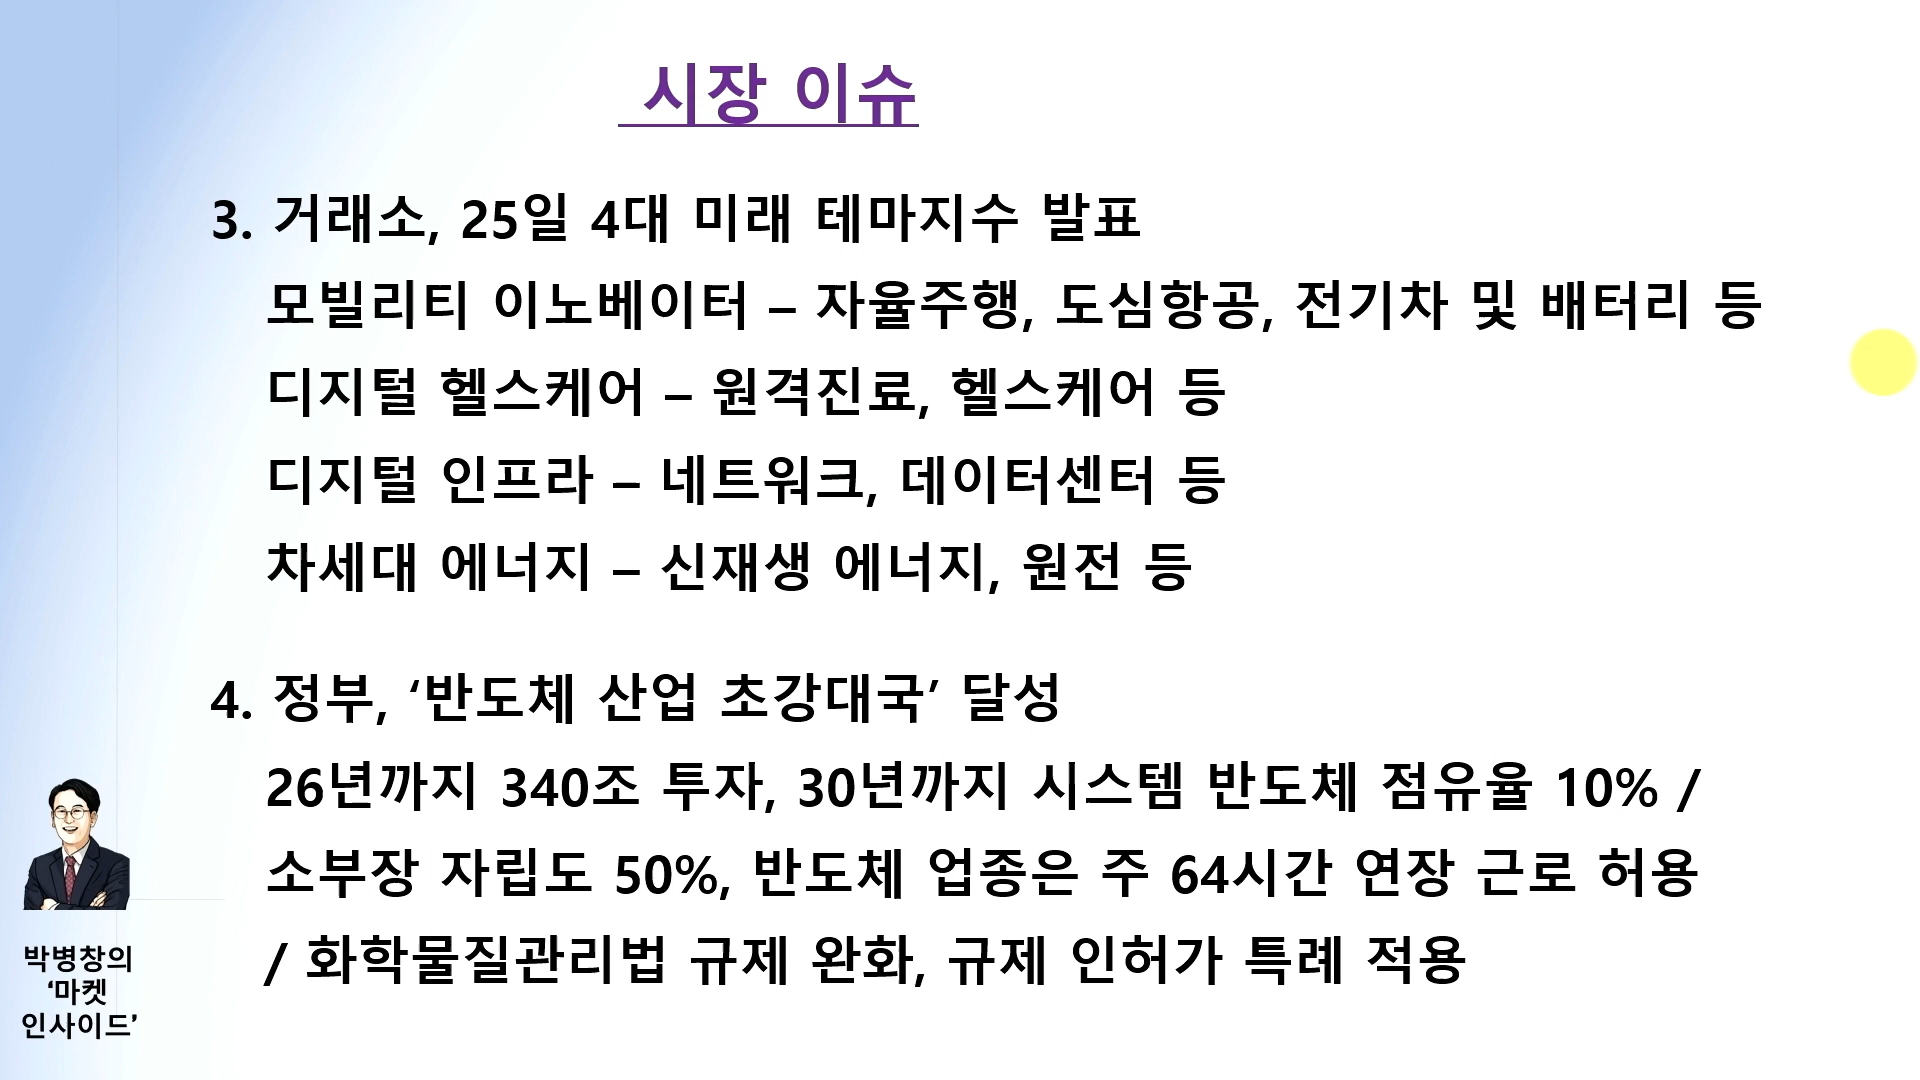 시장 이슈
3. 거래소, 25일 4대 미래 테마지수 발표
모빌리티 이노베이터 – 자율주행, 도심항공, 전기차 및 배터리 등
디지털 헬스케어 – 원격진료, 헬스케어 등
디지털 인프라 – 네트워크, 데이터센터 등
차세대 에너지 – 신재생 에너지, 원전 등
4. 정부, ‘반도체 산업 초강대국’ 달성
26년까지 340조 투자, 30년까지 시스템 반도체 점유율 10% /
소부장 자립도 50%, 반도체 업종은 주 64시간 연장 근로 허용
/ 화학물질관리법 규제 완화, 규제 인허가 특례 적용
박병창의
‘마켓
인사이드’